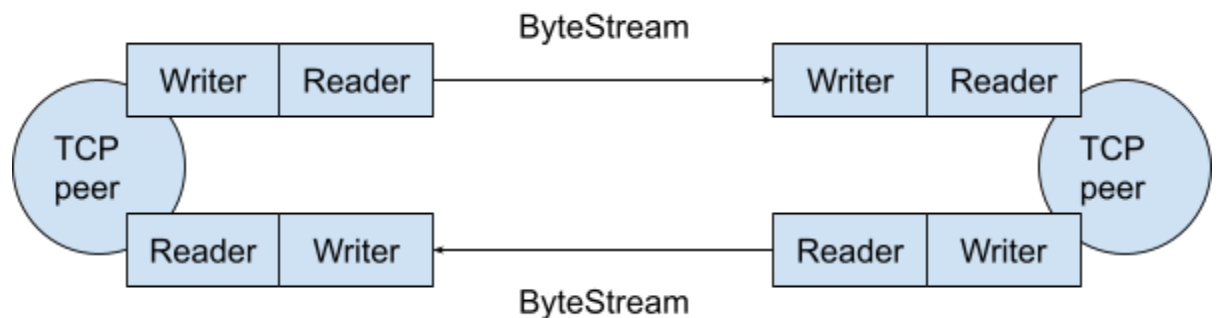 ByteStream
Writer Reader Writer Reader
TCP
peer
TCP
peer
Reader Writer Reader Writer
ByteStream